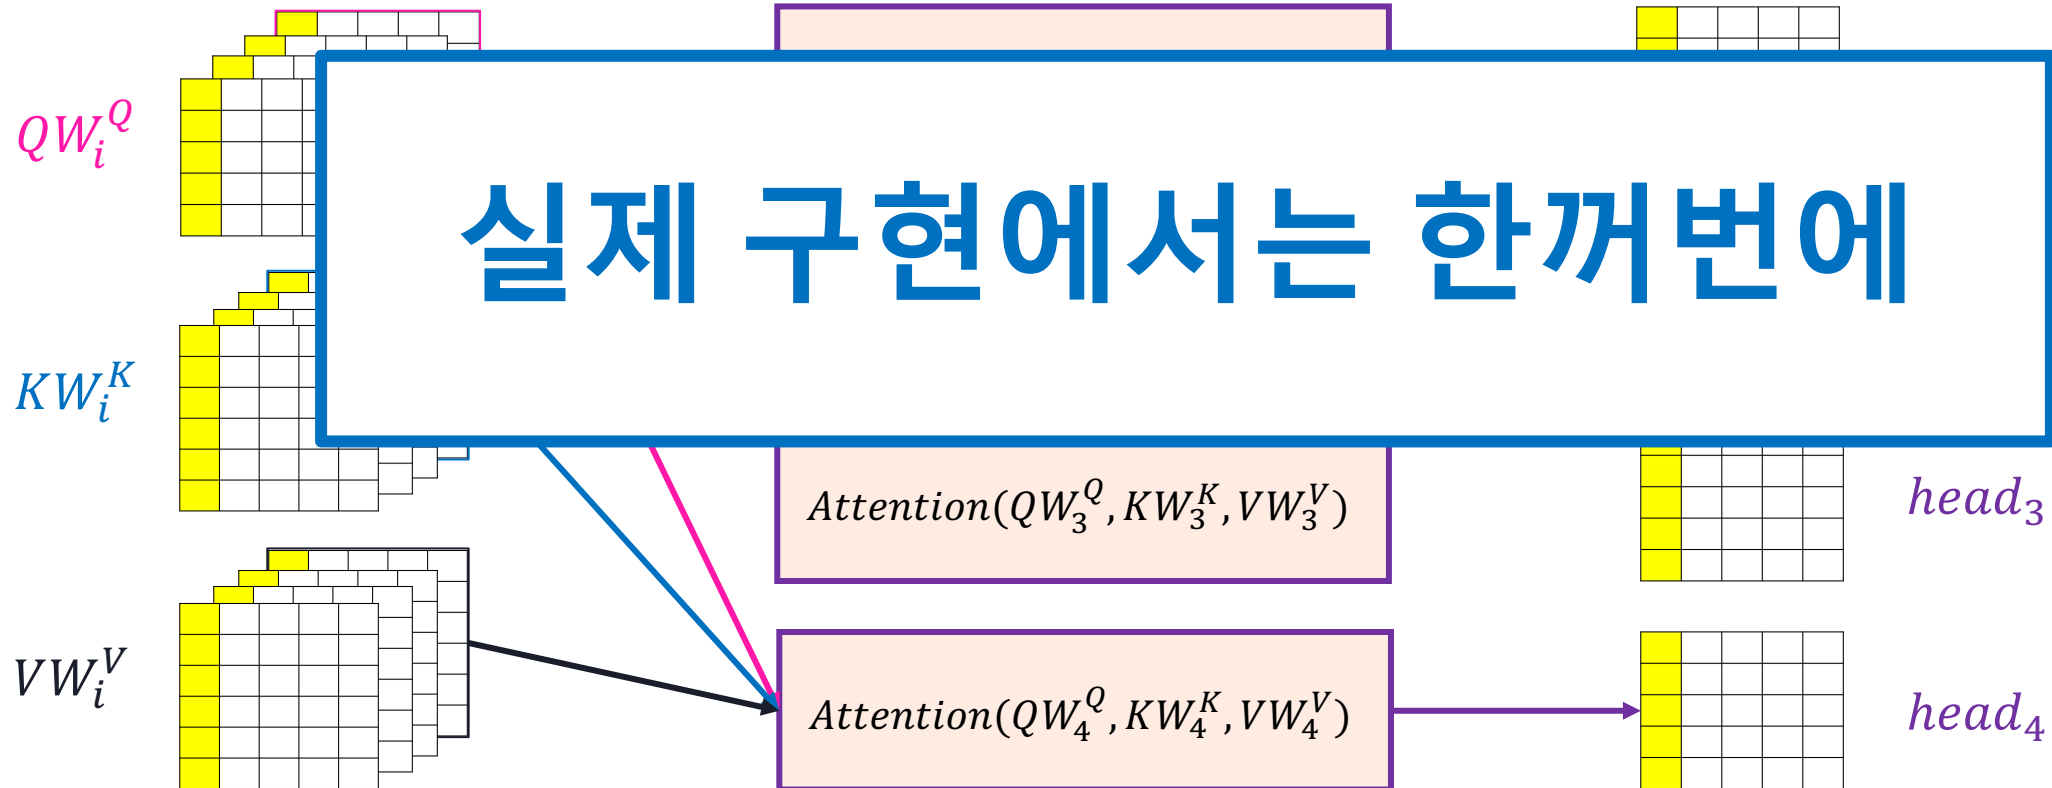 QW_i^Q
실제 구현에서는 한꺼번에
KW_i^K
Attention(QW_3^Q, KW_3^K, VW_3^V)
head_3
VW_i^V
Attention(QW_4^Q, KW_4^K, VW_4^V)
head_4